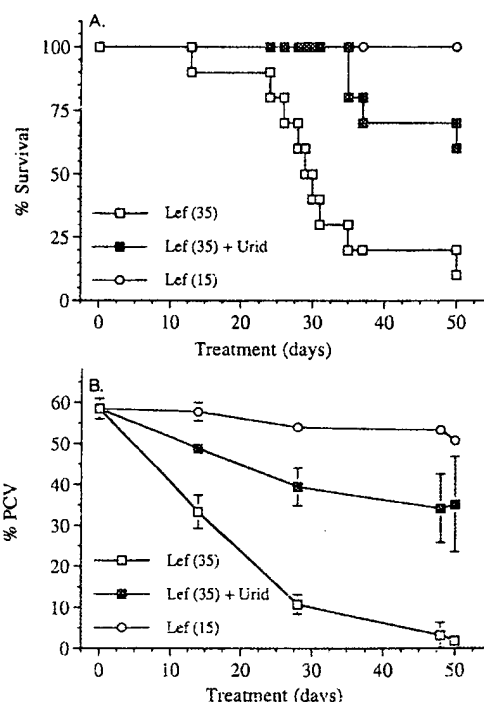 A.
100
75
50
25
0
% Survival
Lef (35)
Lef (35) + Urid
Lef (15)
0 10 20 30 40 50
Treatment (days)
B.
60
50
40
30
20
10
0
% PCV
Lef (35)
Lef (35) + Urid
Lef (15)
0 10 20 30 40 50
Treatment (days)